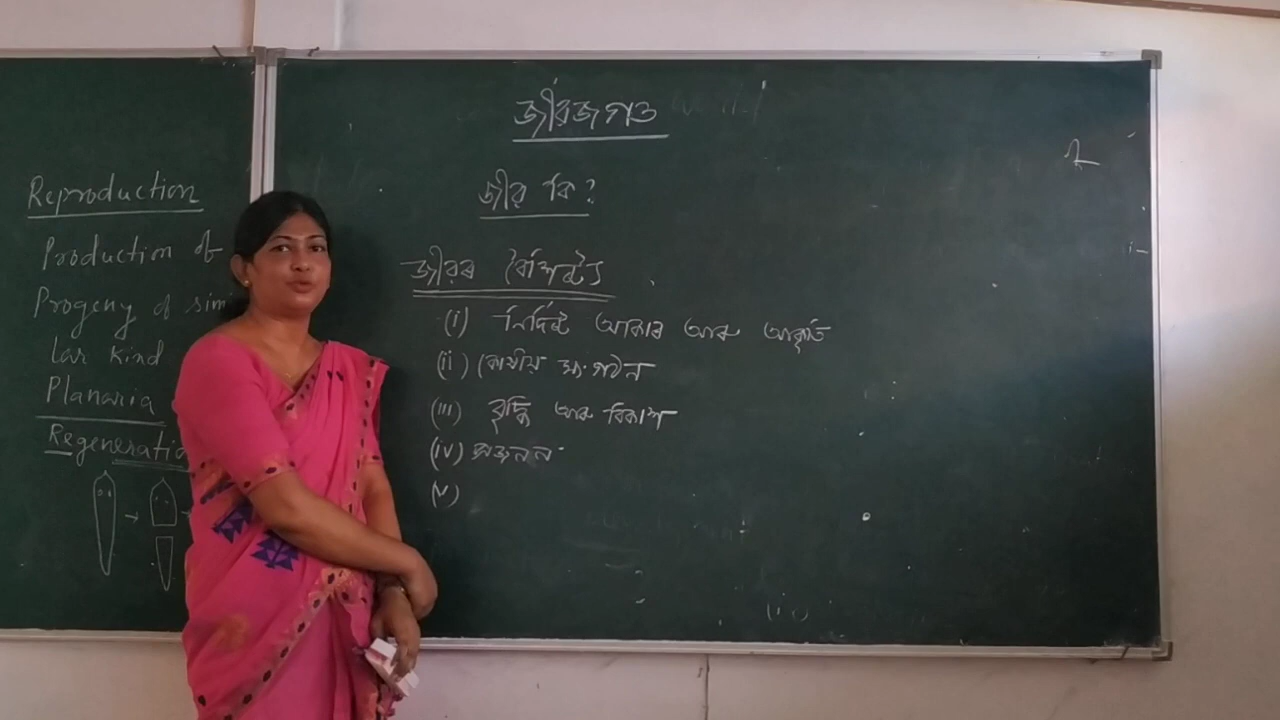 Reproduction
Production of
Progeny of simi
lar kind
Planaria
Regeneratio
জীৱজগত
জীৱ কি?
জীৱৰ বৈশিষ্ট্য
(i) নিৰ্দিষ্ট আকাৰ আৰু আকৃতি
(ii) কোষীয় সংগঠন
(iii) বৃদ্ধি আৰু বিকাশ
(iv) প্ৰজনন
(v)